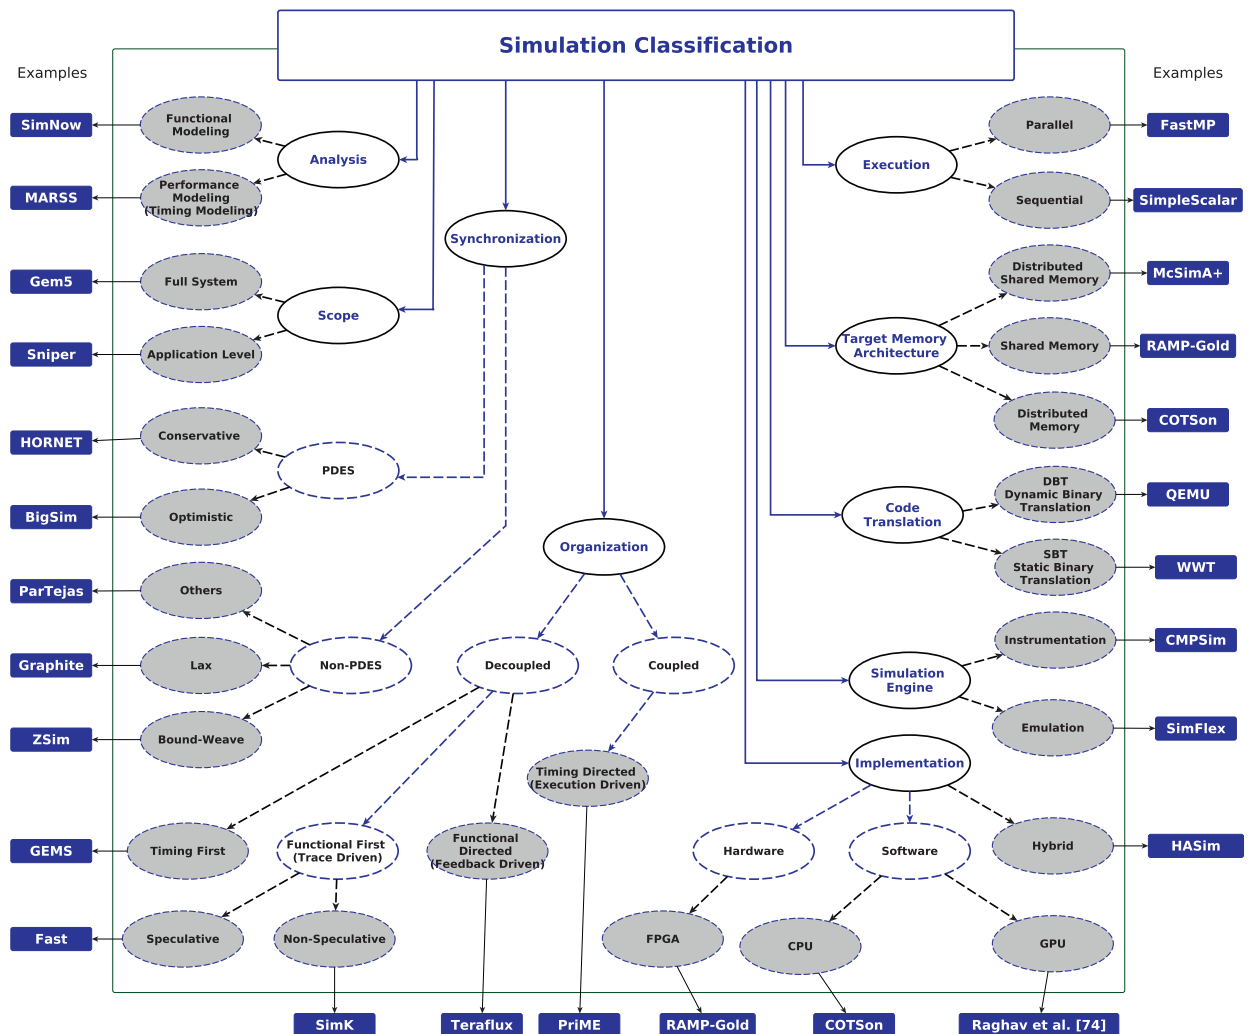 Simulation Classification
Examples
Examples
SimNow
Functional
Modeling
Analysis
MARSS
Performance
Modeling
(Timing Modeling)
Synchronization
Gem5
Full System
Scope
Sniper
Application Level
HORNET
Conservative
PDES
BigSim
Optimistic
Organization
ParTejas
Others
Graphite
Lax
Non-PDES
Decoupled
Coupled
ZSim
Bound-Weave
Timing Directed
(Execution Driven)
GEMS
Timing First
Functional First
(Trace Driven)
Functional
Directed
(Feedback Driven)
Fast
Speculative
Non-Speculative
SimK
Teraflux
PriME
Execution
Parallel
FastMP
Sequential
SimpleScalar
Target Memory
Architecture
Distributed
Shared Memory
McSimA+
Shared Memory
RAMP-Gold
Distributed
Memory
COTSon
Code
Translation
DBT
Dynamic Binary
Translation
QEMU
SBT
Static Binary
Translation
WWT
Simulation
Engine
Instrumentation
CMPSim
Emulation
SimFlex
Implementation
Hardware
Software
Hybrid
HASim
FPGA
CPU
GPU
RAMP-Gold
COTSon
Raghav et al. [74]